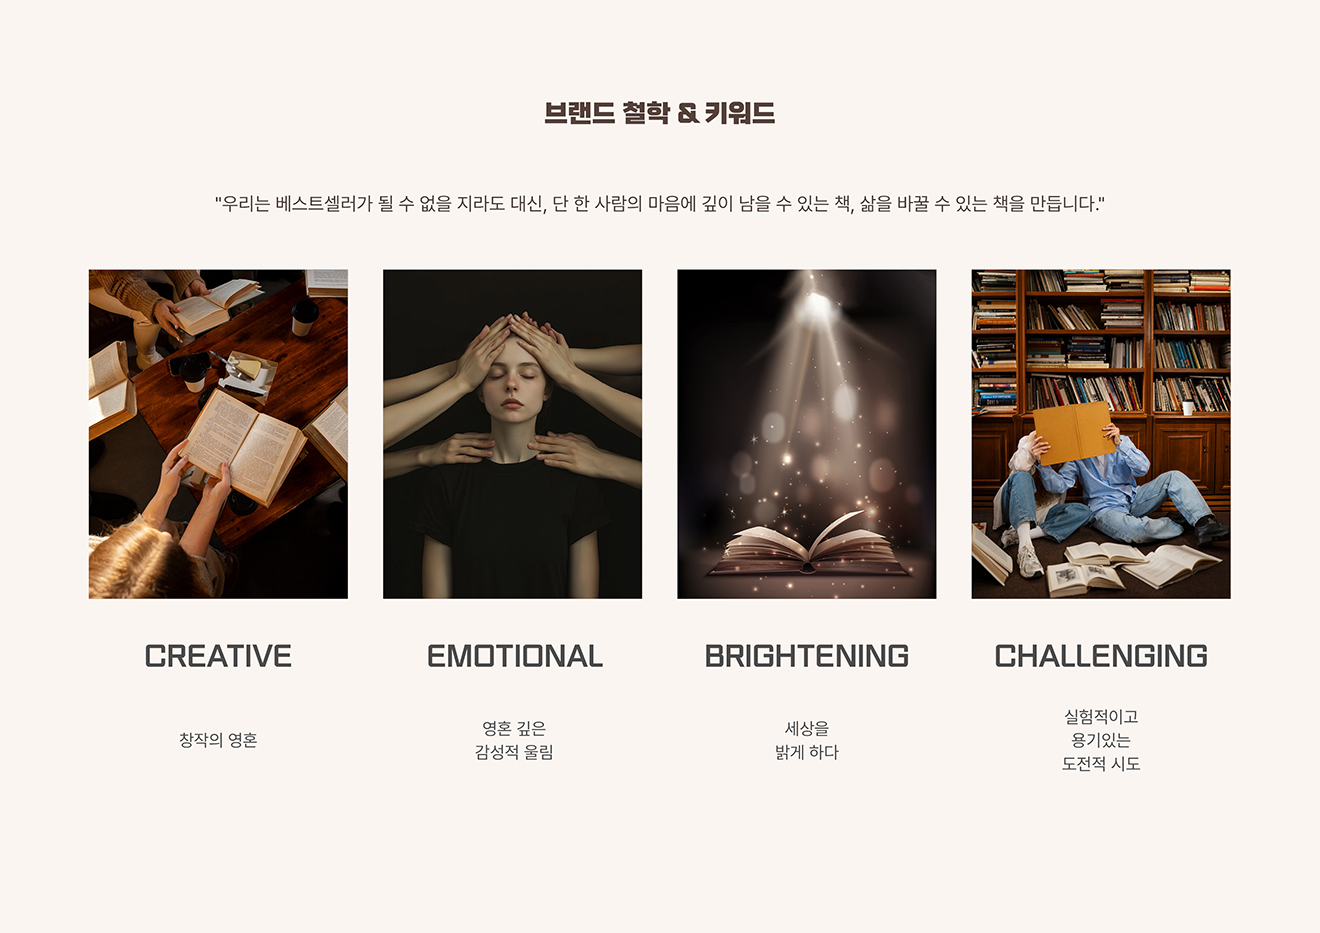 브랜드 철학 & 키워드
"우리는 베스트셀러가 될 수 없을 지라도 대신, 단 한 사람의 마음에 깊이 남을 수 있는 책, 삶을 바꿀 수 있는 책을 만듭니다."
CREATIVE
창작의 영혼
EMOTIONAL
영혼 깊은
감성적 울림
BRIGHTENING
세상을
밝게 하다
CHALLENGING
실험적이고
용기있는
도전적 시도